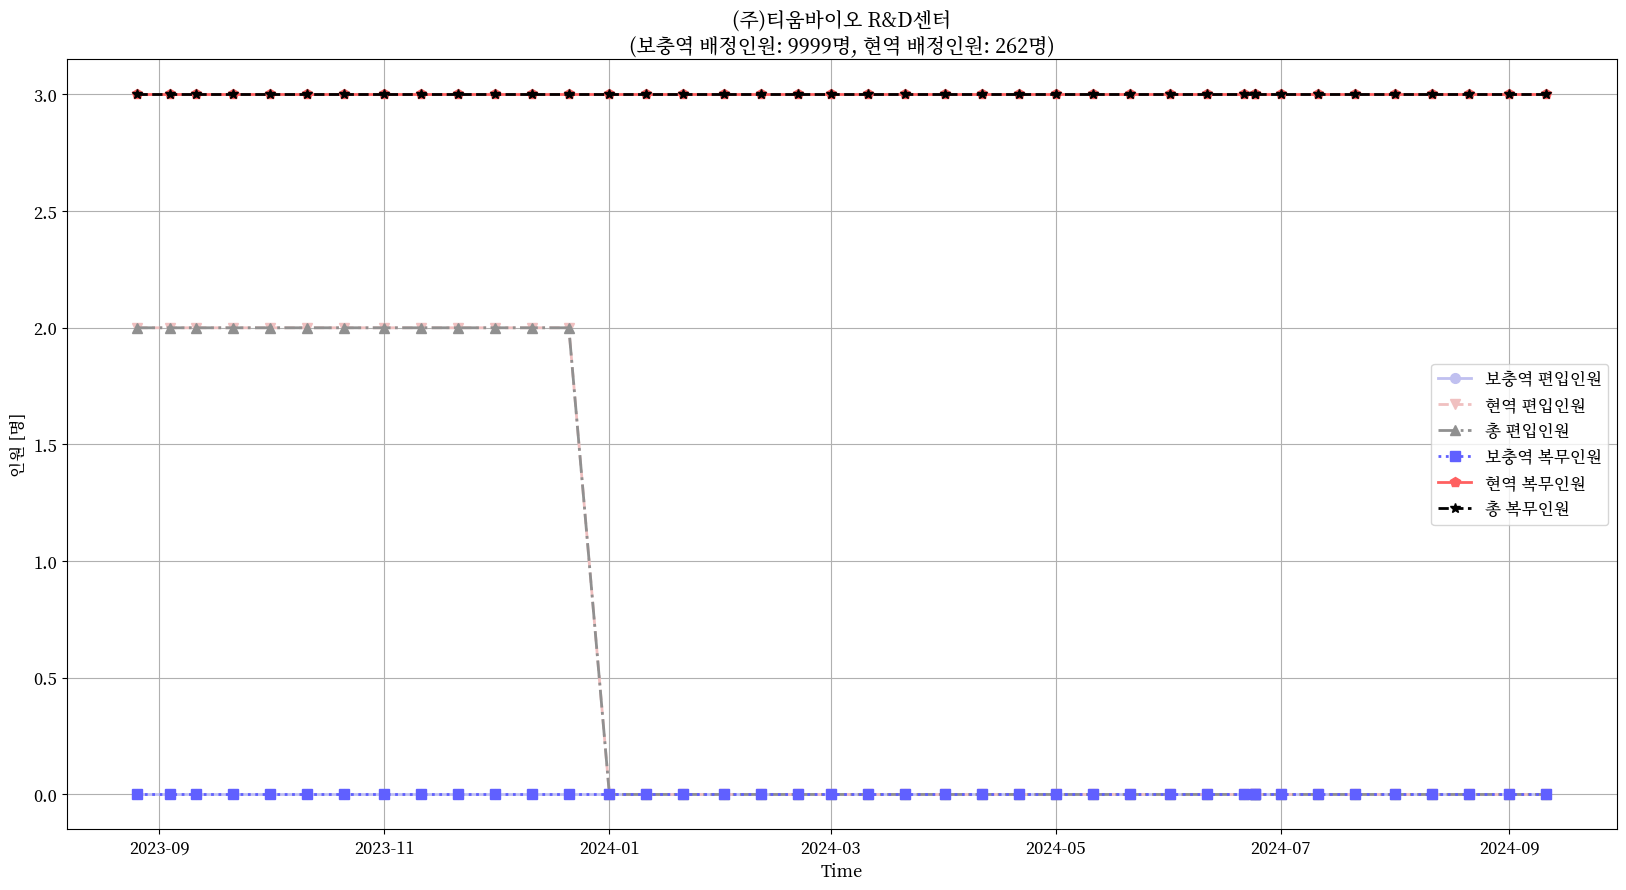 (주)티움바이오 R&D센터
(보충역 배정인원: 9999명, 현역 배정인원: 262명)
인원 [명]
3.0
2.5
2.0
1.5
1.0
0.5
0.0
보충역 편입인원
현역 편입인원
총 편입인원
보충역 복무인원
현역 복무인원
총 복무인원
2023-09 2023-11 2024-01 2024-03 2024-05 2024-07 2024-09
Time